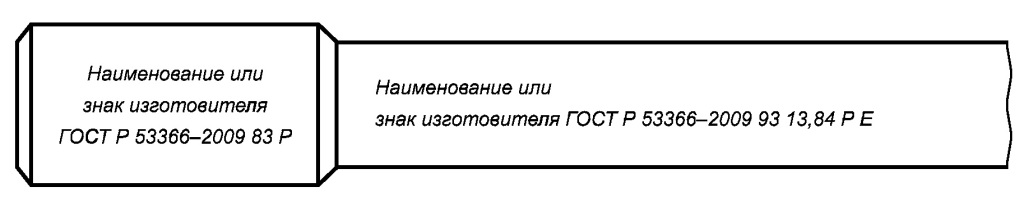 Наименование или
знак изготовителя
ГОСТ Р 53366–2009 83 Р
Наименование или
знак изготовителя ГОСТ Р 53366–2009 93 13,84 Р Е